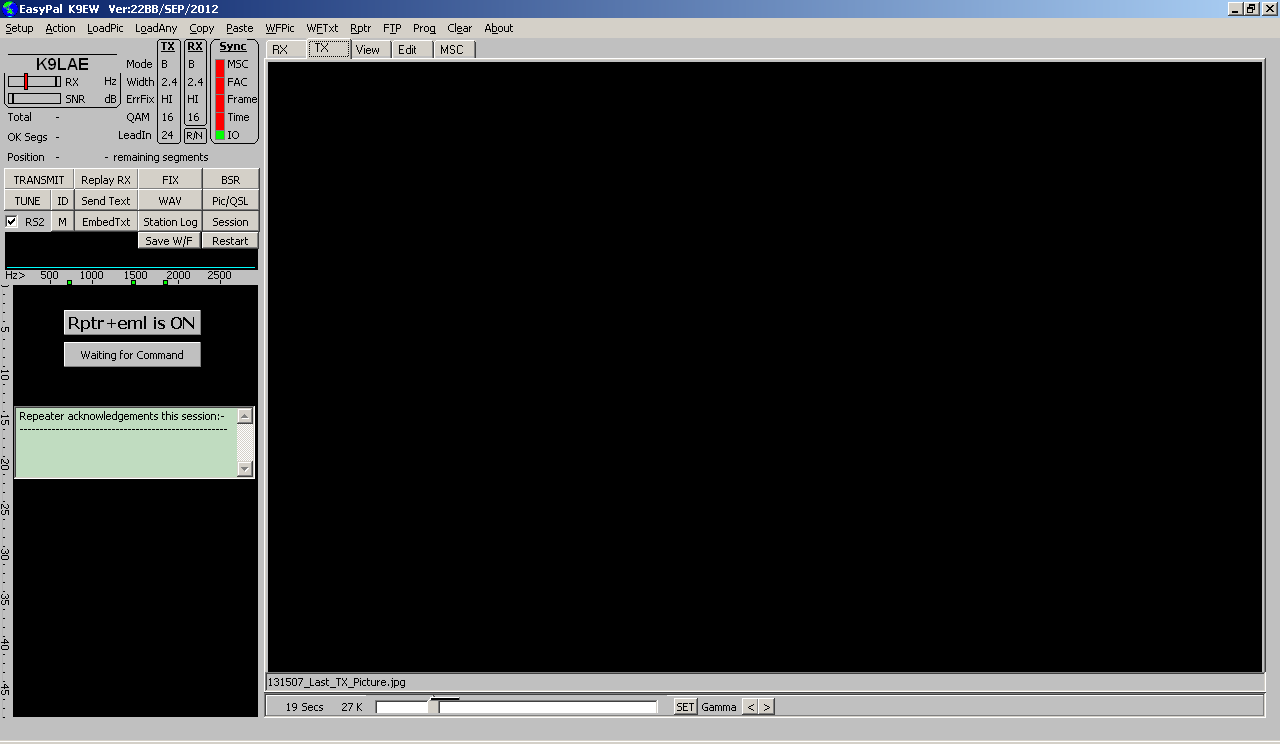 EasyPal K9EW Ver:22BB/SEP/2012
Setup Action LoadPic LoadAny Copy Paste WFPic WFTxt Rptr FTP Prog Clear About
TX RX Sync
RX TX View Edit MSC
K9LAE
Mode B B MSC
RX Hz Width 2.4 2.4 FAC
SNR dB ErrFix HI HI Frame
Total - QAM 16 16 Time
OK Segs - LeadIn 24 R/N IO
Position - - remaining segments
TRANSMIT Replay RX FIX BSR
TUNE ID Send Text WAV Pic/QSL
RS2 M EmbedTxt Station Log Session
Save W/F Restart
Hz> 500 1000 1500 2000 2500
Rptr+eml is ON
Waiting for Command
Repeater acknowledgements this session:-
-5
-10
-15
-20
-25
-30
-35
-40
-45
131507_Last_TX_Picture.jpg
19 Secs 27 K SET Gamma < >